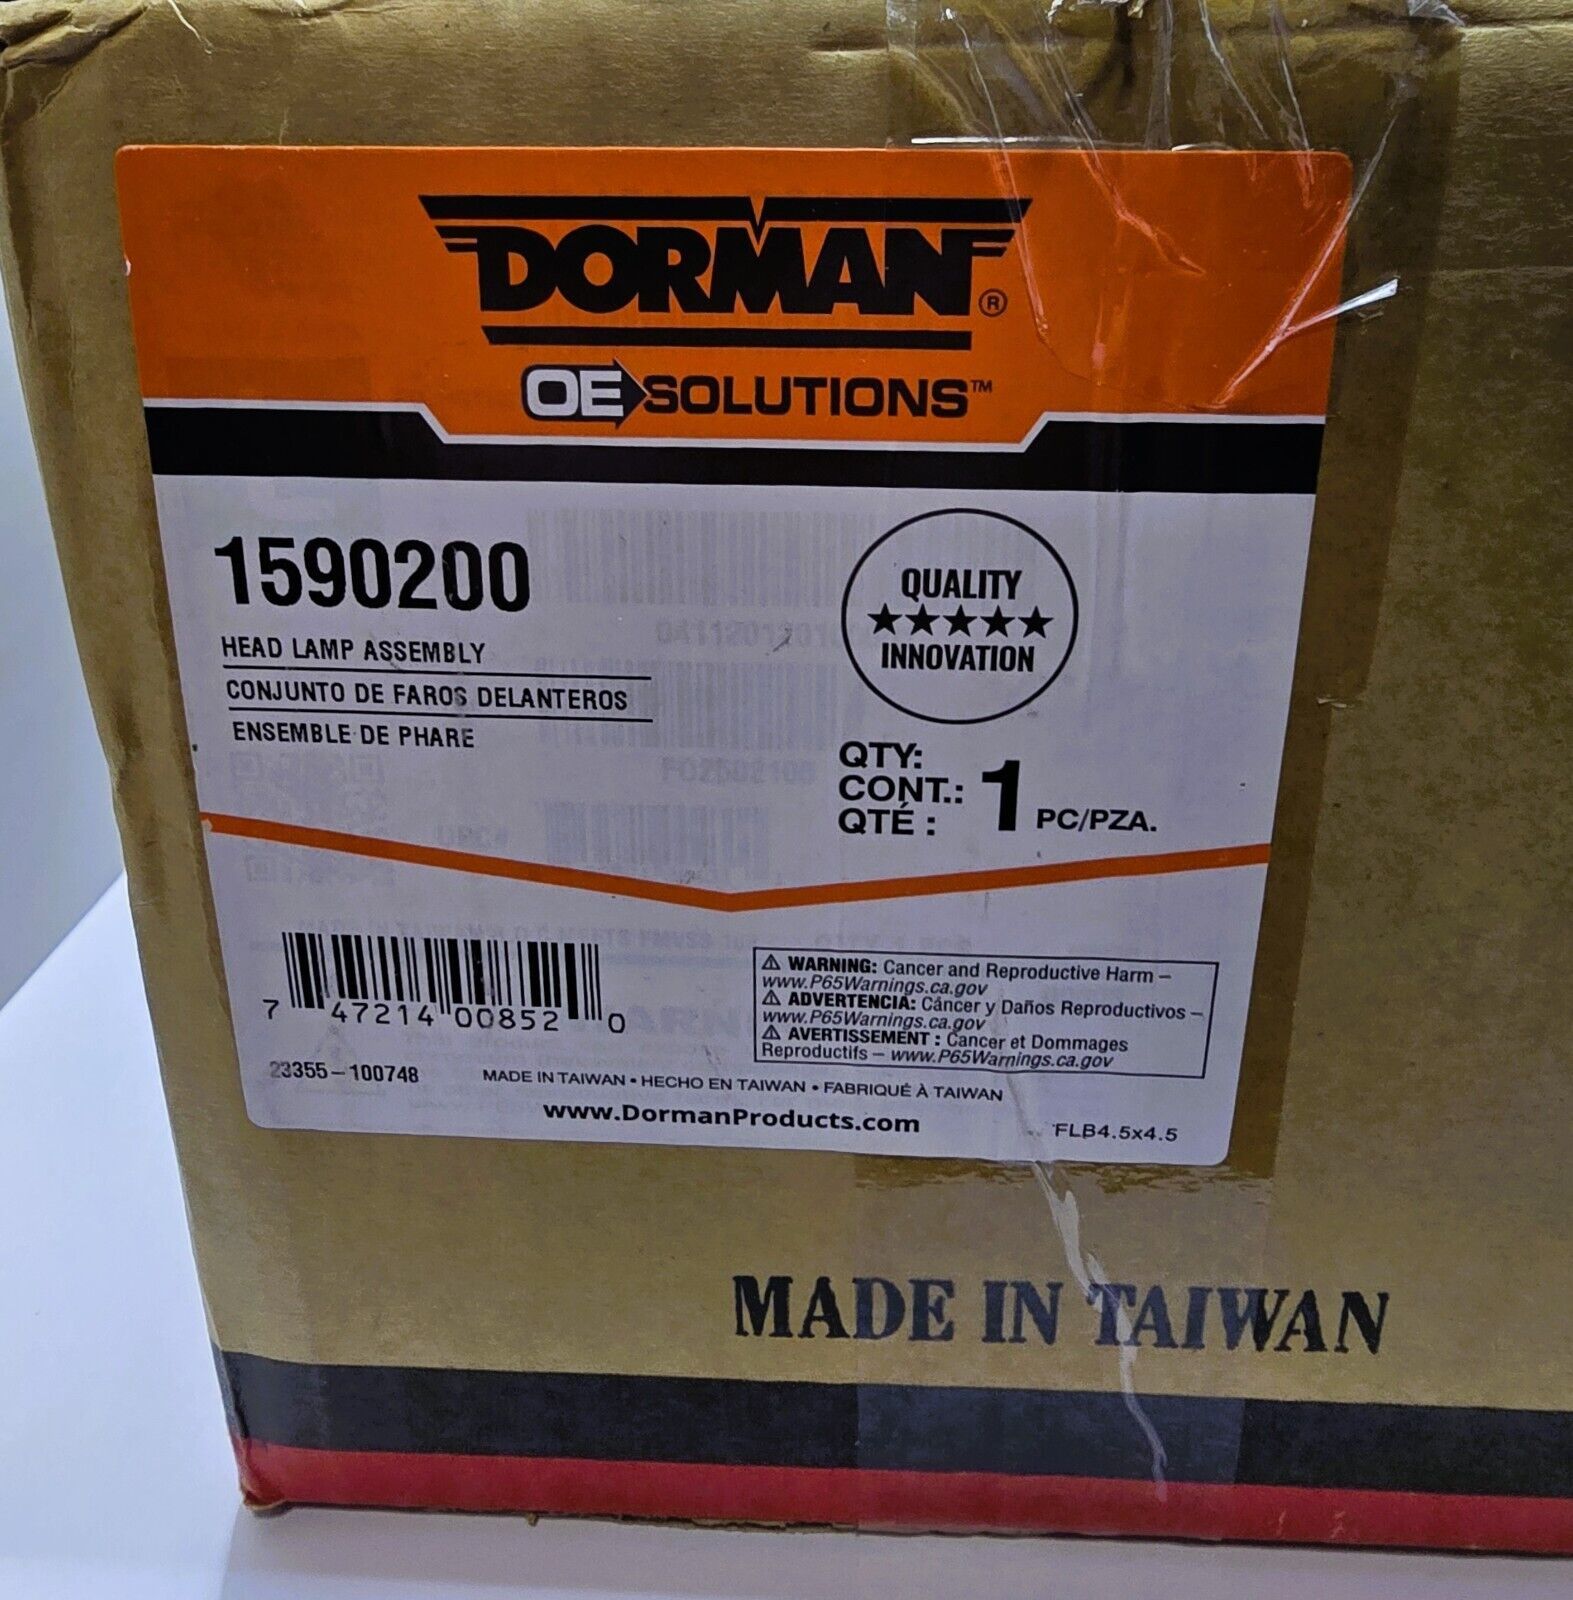 DORMAN®
OE SOLUTIONS™
1590200
HEAD LAMP ASSEMBLY
CONJUNTO DE FAROS DELANTEROS
ENSEMBLE DE PHARE
QUALITY
★★★★★
INNOVATION
QTY:
CONT.: 1 PC/PZA.
QTÉ :
7 47214 00852 0
23355-100748
⚠ WARNING: Cancer and Reproductive Harm –
www.P65Warnings.ca.gov
⚠ ADVERTENCIA: Cáncer y Daños Reproductivos –
www.P65Warnings.ca.gov
⚠ AVERTISSEMENT : Cancer et Dommages
Reproductifs – www.P65Warnings.ca.gov
MADE IN TAIWAN • HECHO EN TAIWAN • FABRIQUÉ À TAIWAN
www.DormanProducts.com
FLB4.5x4.5
MADE IN TAIWAN